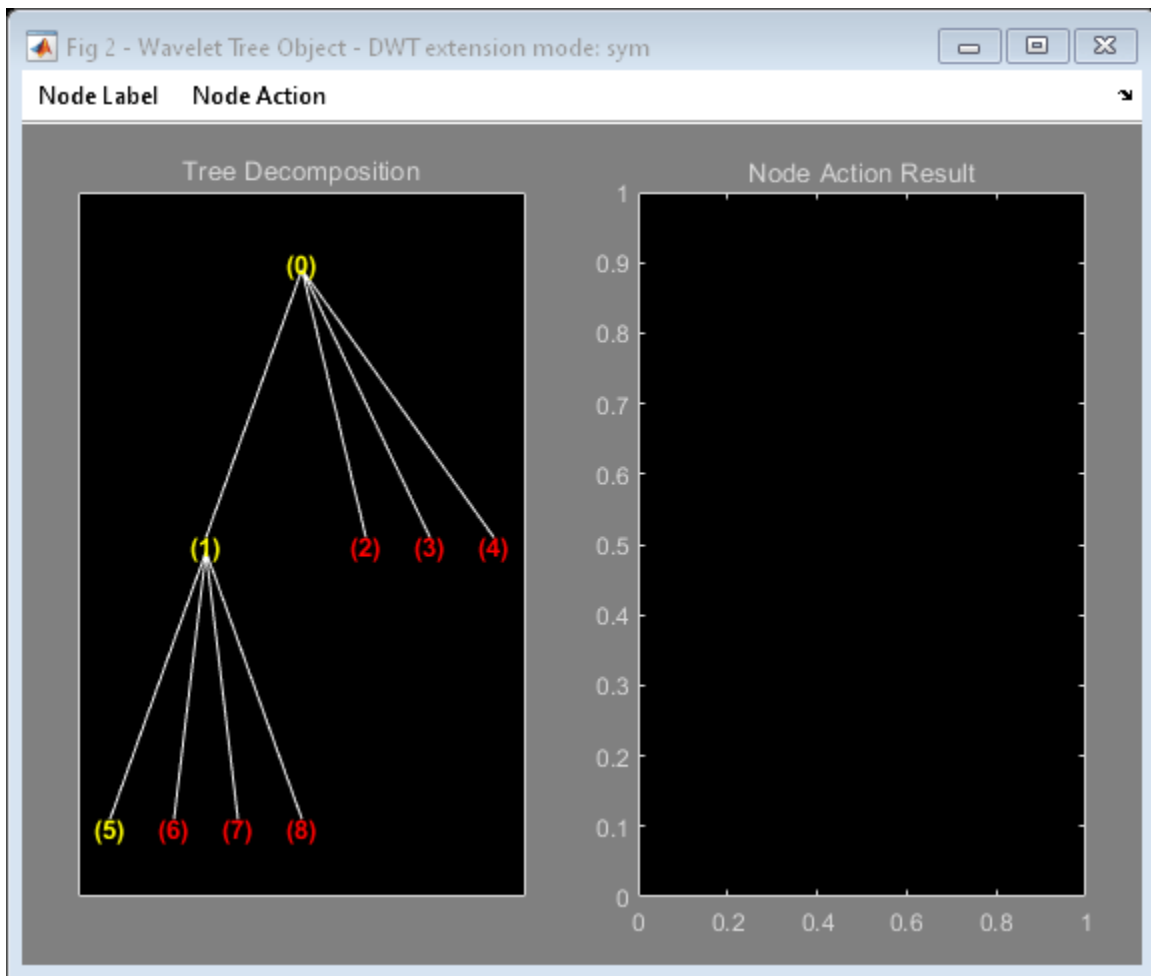 Fig 2 - Wavelet Tree Object - DWT extension mode: sym
Node Label Node Action
Tree Decomposition
(0)
(1) (2) (3) (4)
(5) (6) (7) (8)
Node Action Result
1
0.9
0.8
0.7
0.6
0.5
0.4
0.3
0.2
0.1
0
0 0.2 0.4 0.6 0.8 1